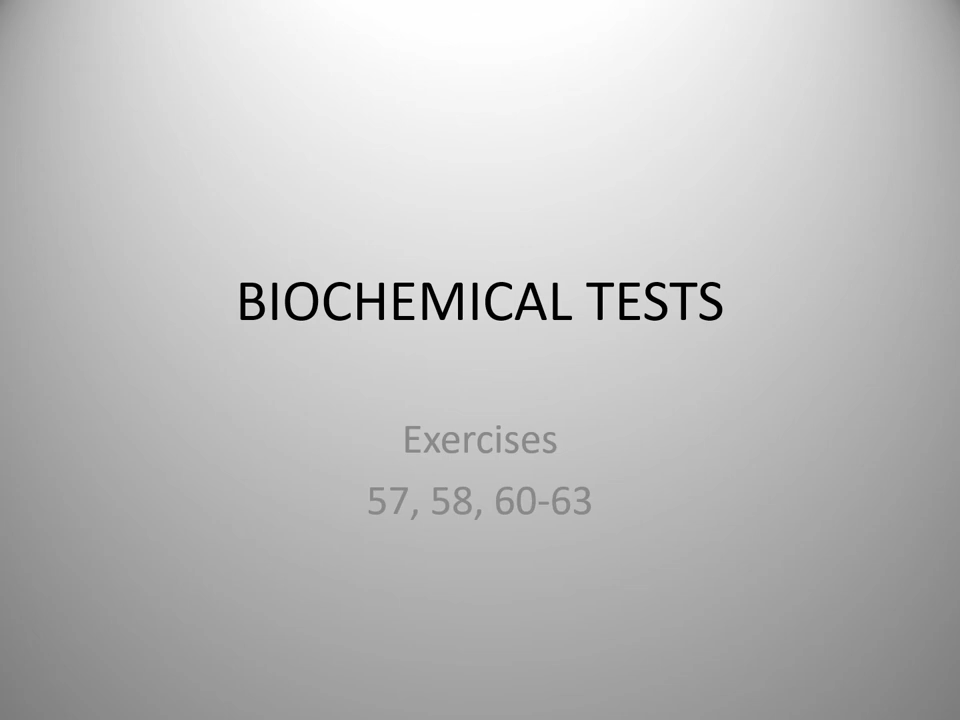 BIOCHEMICAL TESTS
Exercises
57, 58, 60-63